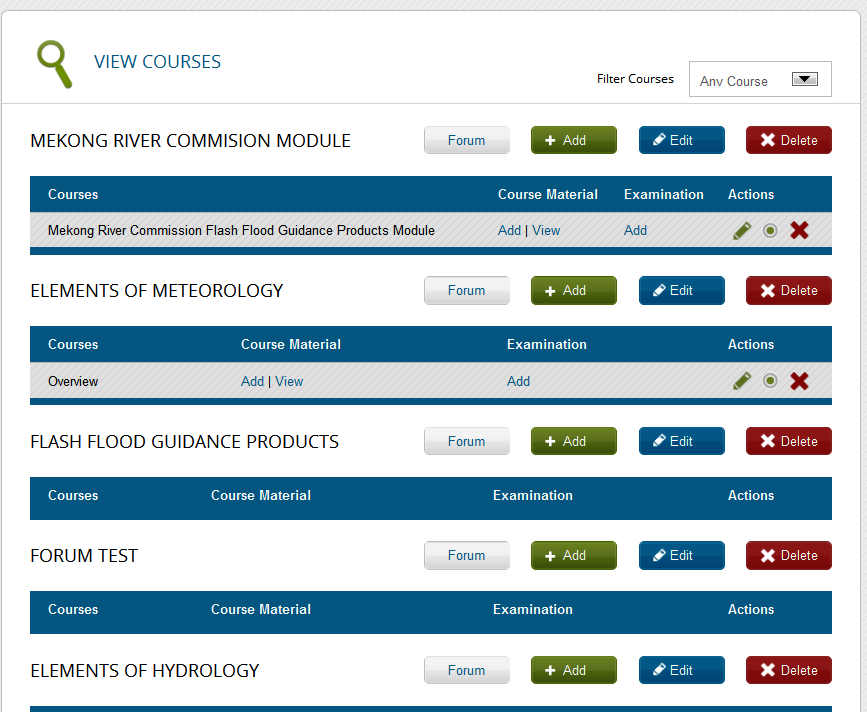 VIEW COURSES
Filter Courses Any Course
MEKONG RIVER COMMISION MODULE Forum Add Edit Delete
Courses Course Material Examination Actions
Mekong River Commission Flash Flood Guidance Products Module Add | View Add
ELEMENTS OF METEOROLOGY Forum Add Edit Delete
Courses Course Material Examination Actions
Overview Add | View Add
FLASH FLOOD GUIDANCE PRODUCTS Forum Add Edit Delete
Courses Course Material Examination Actions
FORUM TEST Forum Add Edit Delete
Courses Course Material Examination Actions
ELEMENTS OF HYDROLOGY Forum Add Edit Delete